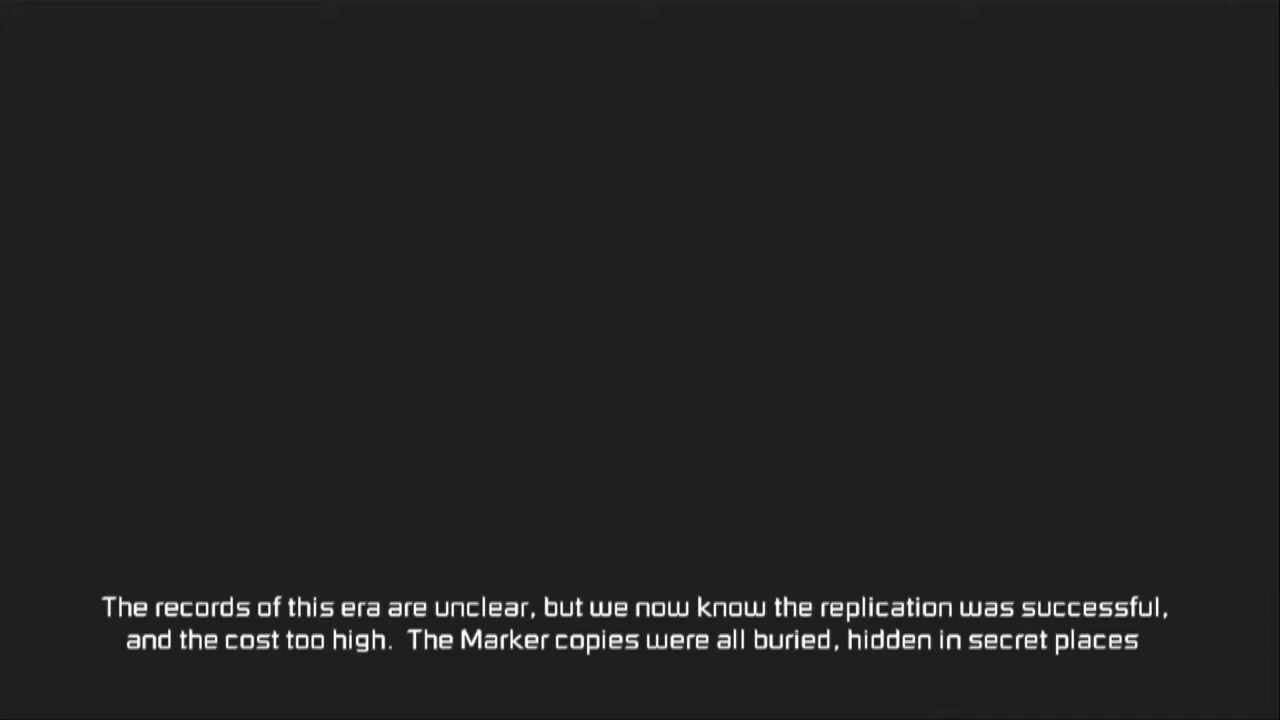 The records of this era are unclear, but we now know the replication was successful,
and the cost too high.  The Marker copies were all buried, hidden in secret places